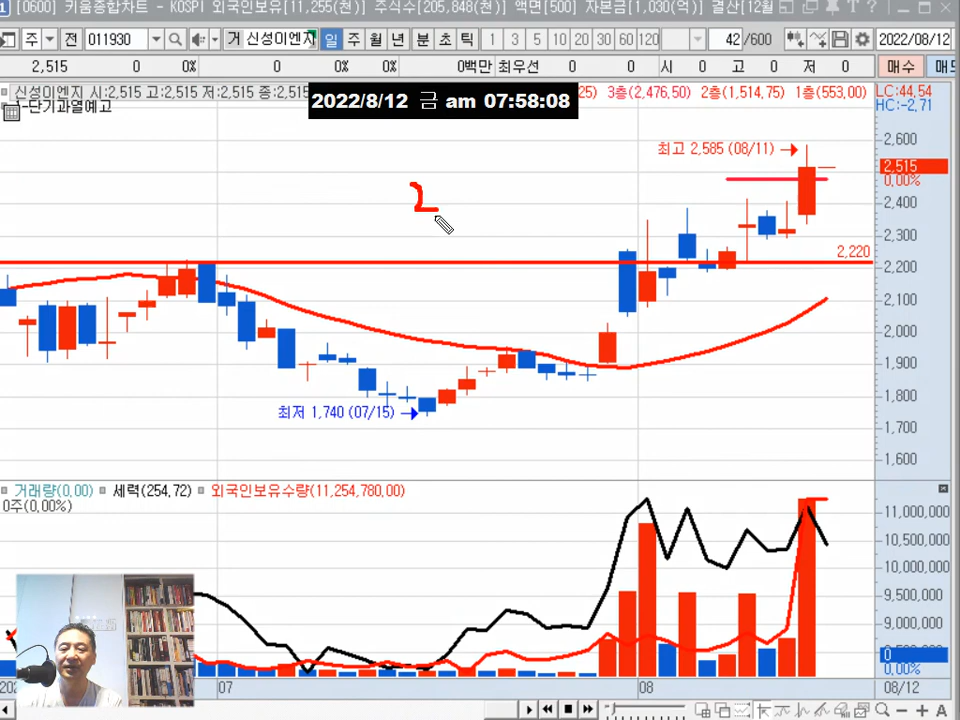 [0600] 키움종합차트 - KOSPI 외국인보유[11,255(천)] 주식수[205,848(천)] 액면[500] 자본금[1,030(억)] 결산[12월
주 전 011930 거 신성이엔지 일 주 월 년 분 초 틱 1 3 5 10 20 30 60 120 42 /600 2022/08/12
2,515 0 0% 0 0% 0% 0백만 최우선 0 0 시 0 고 0 저 0 매수 매도
신성이엔지 시:2,515 고:2,515 저:2,515 종:2,515 3층(2,476,50) 2층(1,514,75) 1층(553,00) LC:44,54
HC:-2,71
-단기과열예고
2022/8/12 금 am 07:58:08
2
최고 2,585 (08/11)
2,220
최저 1,740 (07/15)
2,600
2,515
0,00%
2,400
2,300
2,200
2,100
2,000
1,900
1,800
1,700
1,600
거래량(0,00) 세력(254,72) 외국인보유수량(11,254,780,00)
0주(0,00%)
11,000,000
10,500,000
10,000,000
9,500,000
9,000,000
0
0,00%
07 08 08/12
A